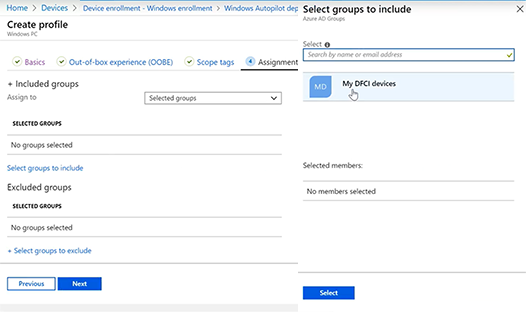 Home > Devices > Device enrollment - Windows enrollment > Windows Autopilot dep
Create profile
Windows PC
Basics
Out-of-box experience (OOBE)
Scope tags
4 Assignment
+ Included groups
Assign to
Selected groups
SELECTED GROUPS
No groups selected
Select groups to include
Excluded groups
SELECTED GROUPS
No groups selected
+ Select groups to exclude
Previous
Next
Select groups to include
Azure AD Groups
Select
Search by name or email address
MD
My DFCI devices
Selected members:
No members selected
Select